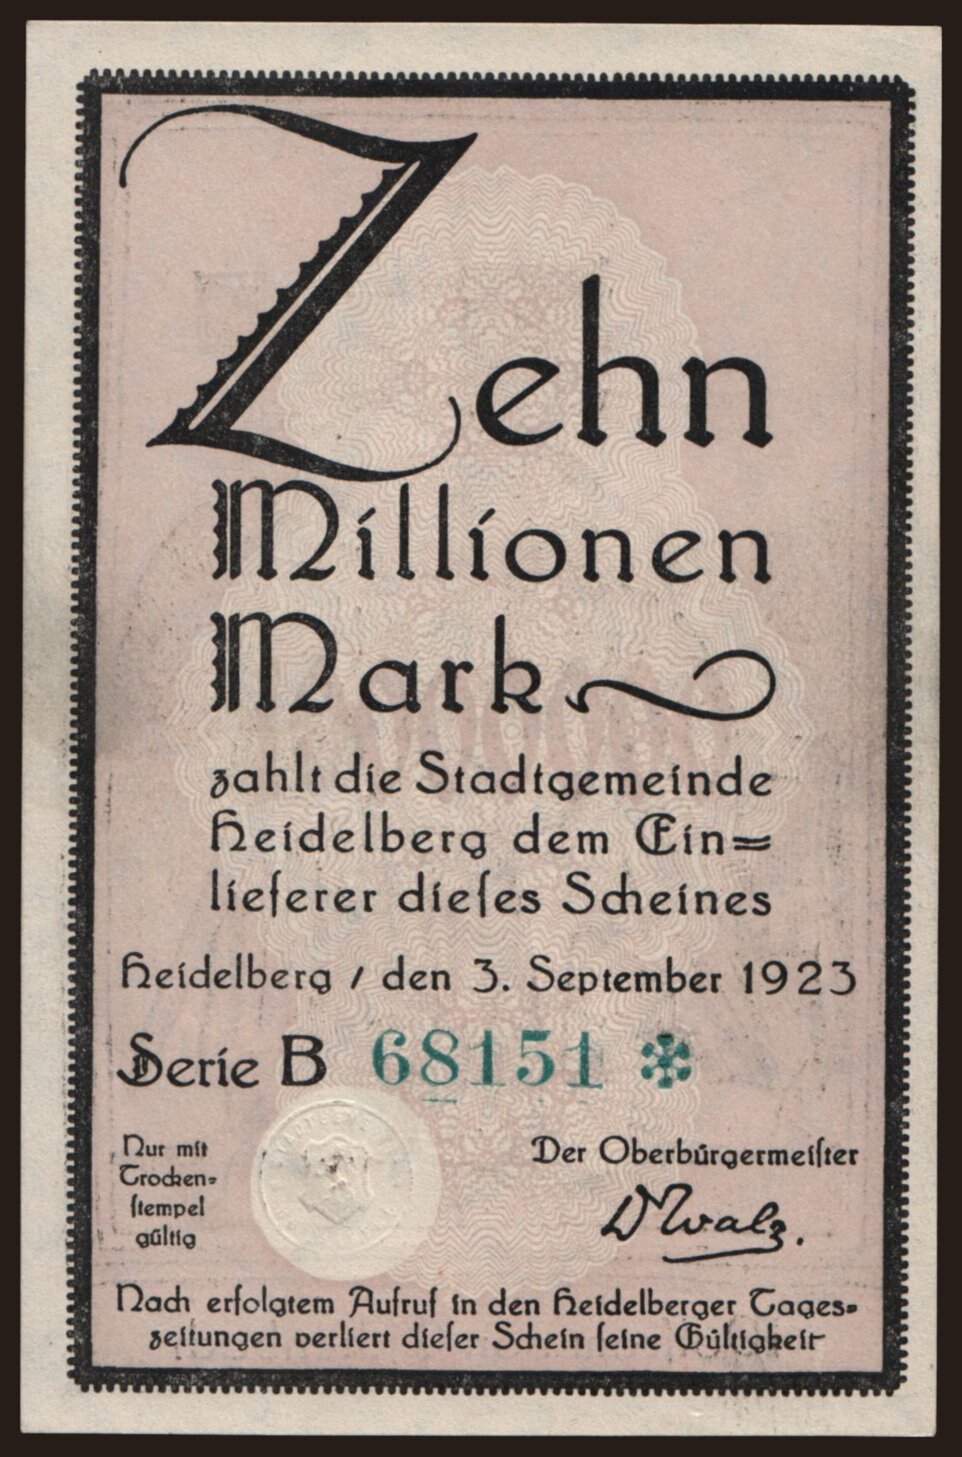 Zehn
Millionen
Mark
zahlt die Stadtgemeinde
Heidelberg dem Ein=
lieferer dieſes Scheines
Heidelberg / den 3. September 1923
Serie B 68151 *
Nur mit
Trocken=
ſtempel
gültig
Der Oberbürgermeiſter
D Walz.
Nach erfolgtem Aufruf in den Heidelberger Tages=
zeitungen verliert dieſer Schein ſeine Gültigkeit